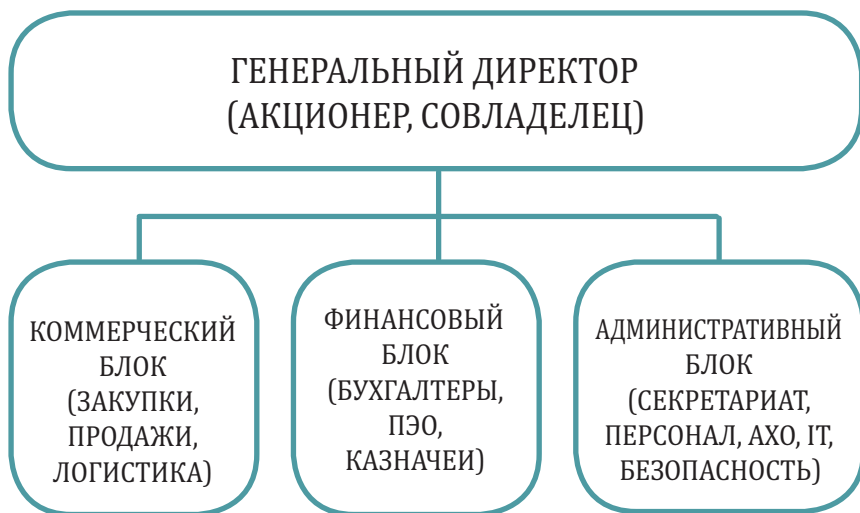 ГЕНЕРАЛЬНЫЙ ДИРЕКТОР
(АКЦИОНЕР, СОВЛАДЕЛЕЦ)
КОММЕРЧЕСКИЙ
БЛОК
(ЗАКУПКИ,
ПРОДАЖИ,
ЛОГИСТИКА)
ФИНАНСОВЫЙ
БЛОК
(БУХГАЛТЕРЫ,
ПЭО,
КАЗНАЧЕИ)
АДМИНИСТРАТИВНЫЙ
БЛОК
(СЕКРЕТАРИАТ,
ПЕРСОНАЛ, АХО, IT,
БЕЗОПАСНОСТЬ)